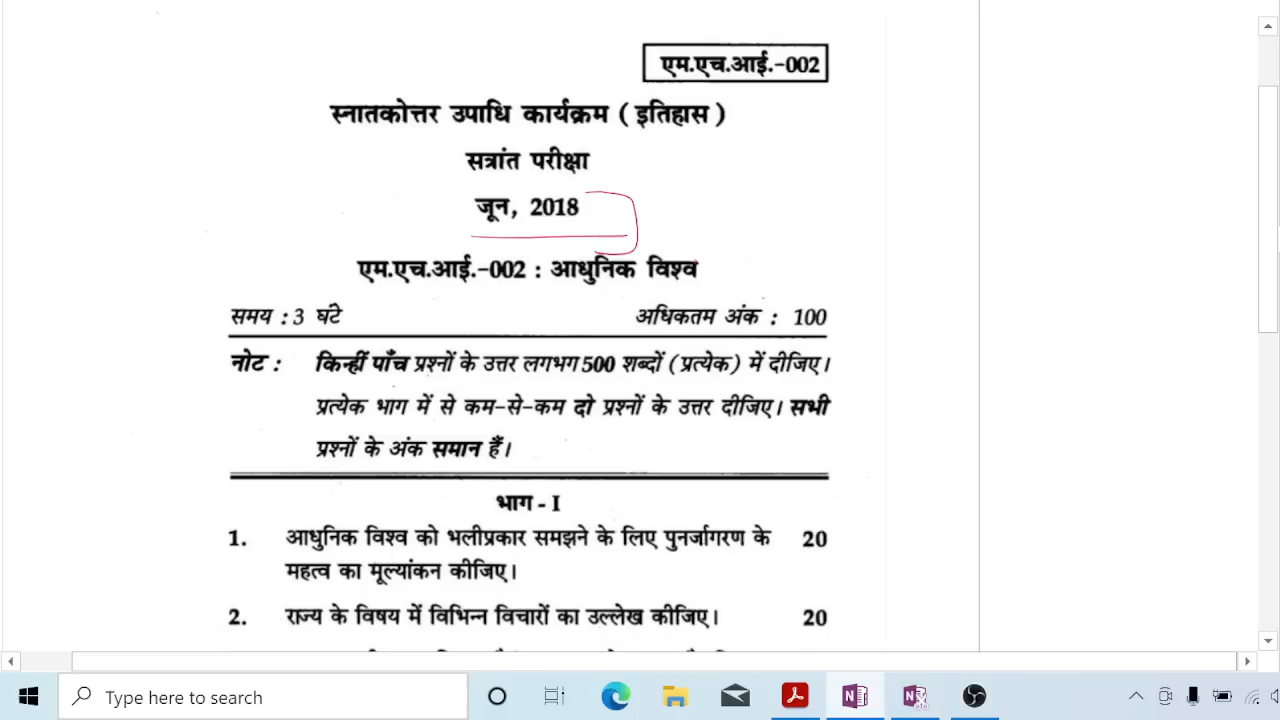 एम.एच.आई.-002
स्नातकोत्तर उपाधि कार्यक्रम ( इतिहास )
सत्रांत परीक्षा
जून, 2018
एम.एच.आई.-002 : आधुनिक विश्व
समय : 3 घंटे अधिकतम अंक : 100
नोट : किन्हीं पाँच प्रश्नों के उत्तर लगभग 500 शब्दों (प्रत्येक) में दीजिए।
प्रत्येक भाग में से कम-से-कम दो प्रश्नों के उत्तर दीजिए। सभी
प्रश्नों के अंक समान हैं।
भाग - I
1. आधुनिक विश्व को भलीप्रकार समझने के लिए पुनर्जागरण के 20
महत्व का मूल्यांकन कीजिए।
2. राज्य के विषय में विभिन्न विचारों का उल्लेख कीजिए। 20
Type here to search